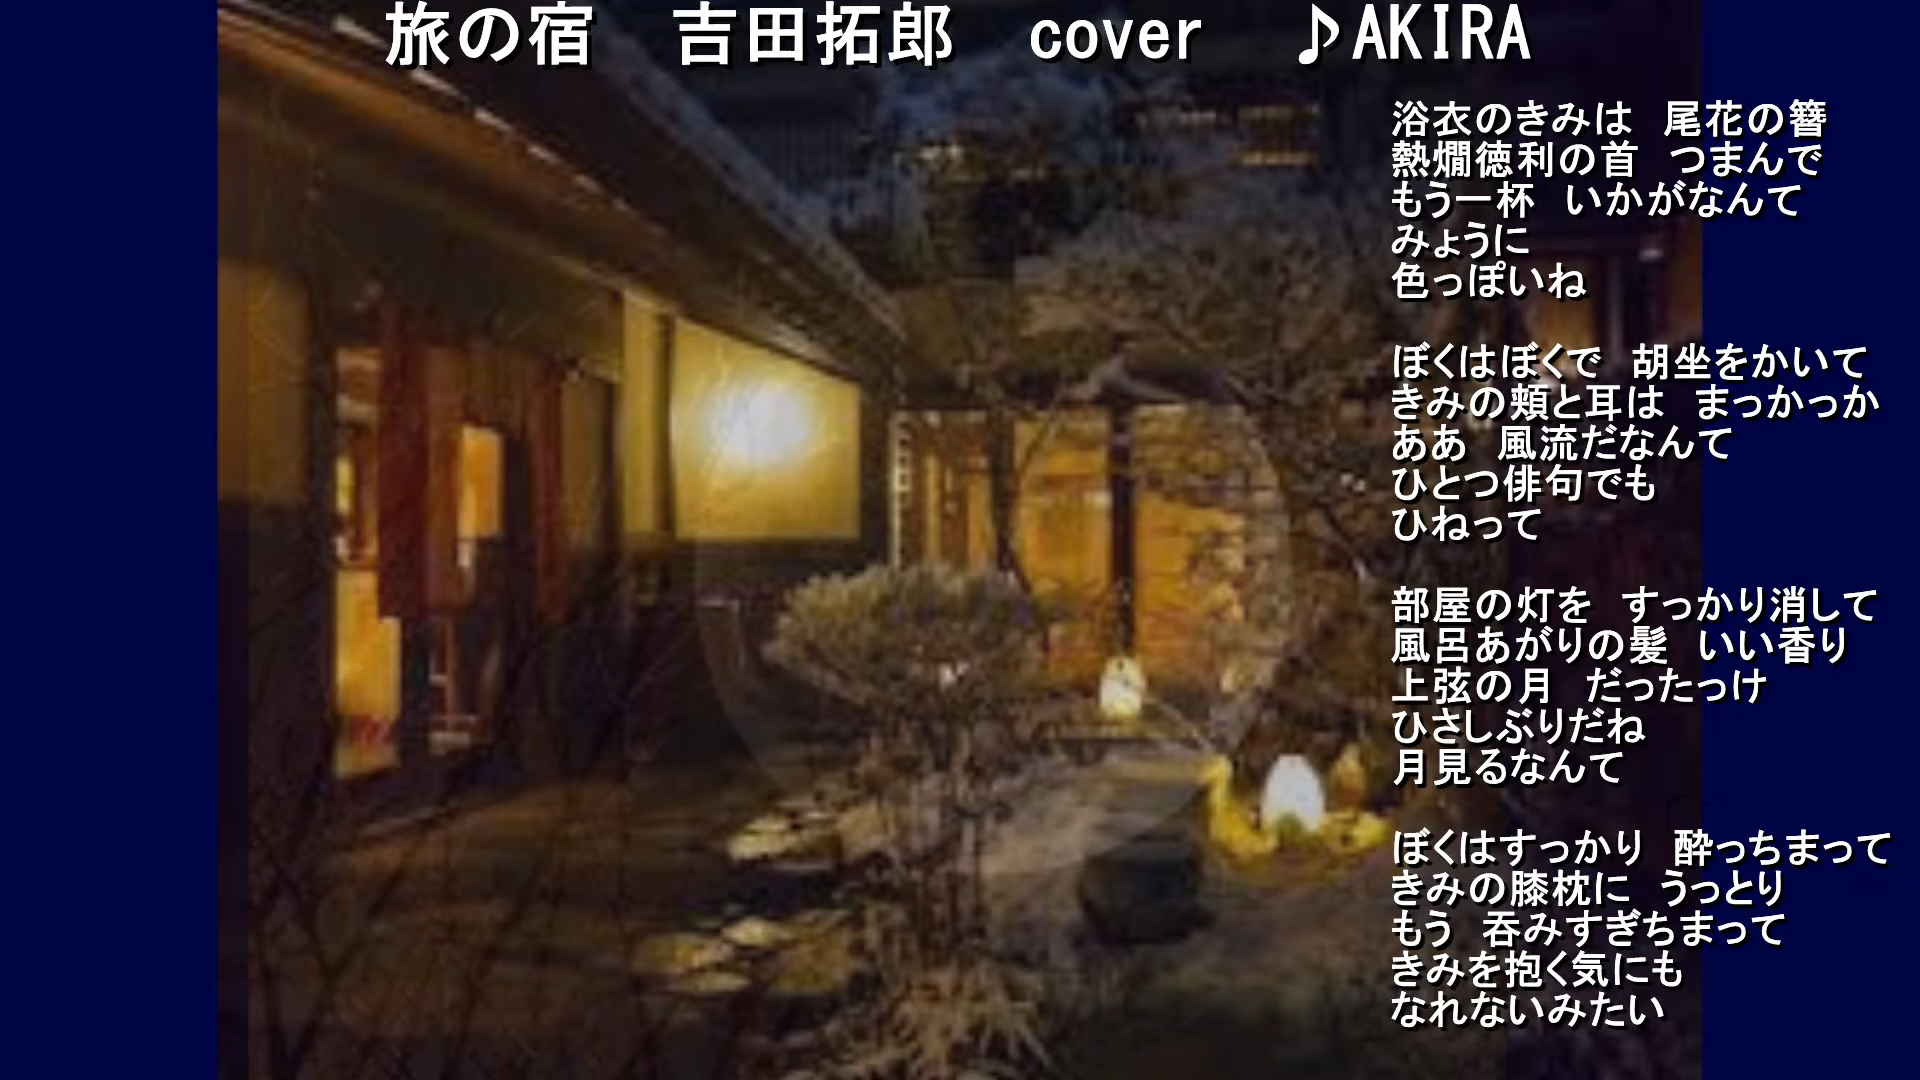 旅の宿　吉田拓郎　cover　♪AKIRA
浴衣のきみは　尾花の簪
熱燗徳利の首　つまんで
もう一杯　いかがなんて
みょうに
色っぽいね
ぼくはぼくで　胡坐をかいて
きみの頬と耳は　まっかっか
ああ　風流だなんて
ひとつ俳句でも
ひねって
部屋の灯を　すっかり消して
風呂あがりの髪　いい香り
上弦の月　だったっけ
ひさしぶりだね
月見るなんて
ぼくはすっかり　酔っちまって
きみの膝枕に　うっとり
もう　呑みすぎちまって
きみを抱く気にも
なれないみたい